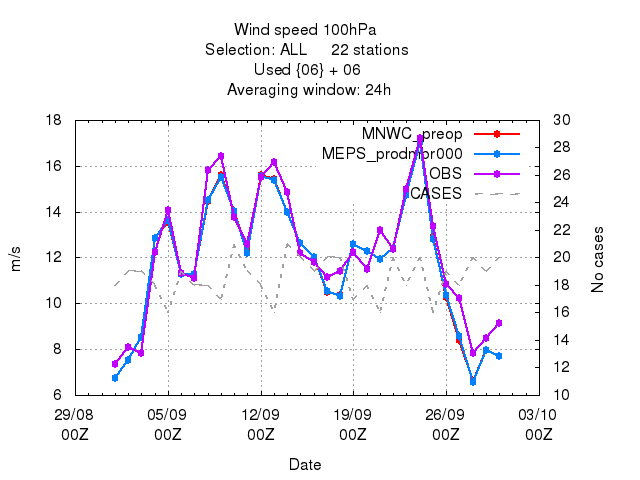 Wind speed 100hPa
Selection: ALL 22 stations
Used {06} + 06
Averaging window: 24h
18 30
MNWC_preop
28
16 MEPS_prodmbr000
26
OBS
24
14 CASES
22
12 20
18
10
16
14
8
12
6 10
m/s
No cases
29/08 05/09 12/09 19/09 26/09 03/10
00Z 00Z 00Z 00Z 00Z 00Z
Date